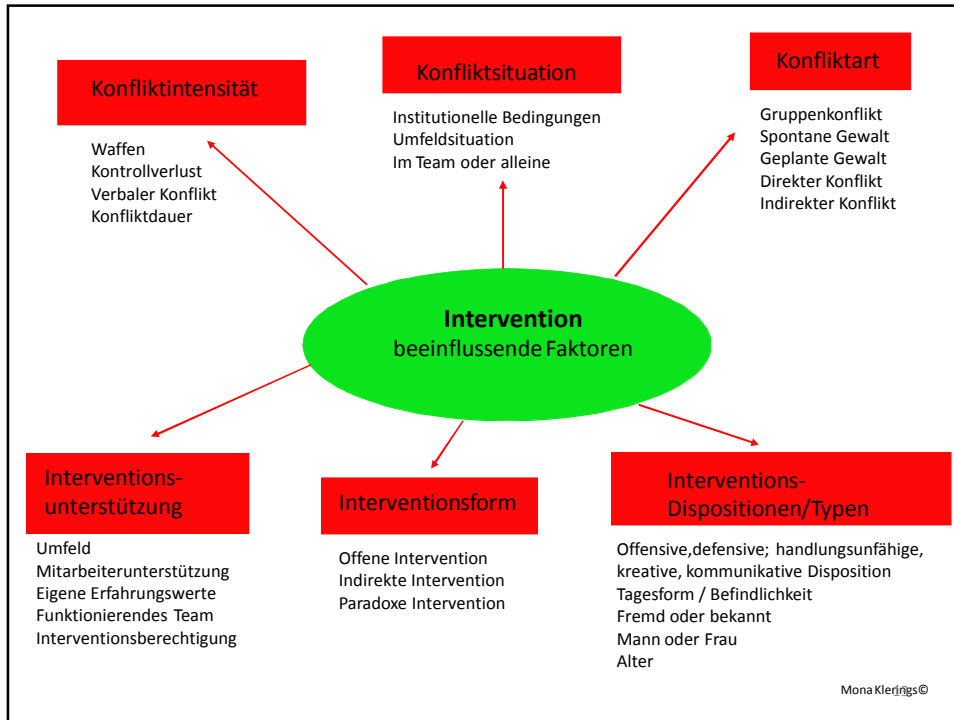 Konfliktintensität
Waffen
Kontrollverlust
Verbaler Konflikt
Konfliktdauer
Konfliktsituation
Institutionelle Bedingungen
Umfeldsituation
Im Team oder alleine
Konfliktart
Gruppenkonflikt
Spontane Gewalt
Geplante Gewalt
Direkter Konflikt
Indirekter Konflikt
Intervention
beeinflussende Faktoren
Interventions-
unterstützung
Umfeld
Mitarbeiterunterstützung
Eigene Erfahrungswerte
Funktionierendes Team
Interventionsberechtigung
Interventionsform
Offene Intervention
Indirekte Intervention
Paradoxe Intervention
Interventions-
Dispositionen/Typen
Offensive,defensive; handlungsunfähige,
kreative, kommunikative Disposition
Tagesform / Befindlichkeit
Fremd oder bekannt
Mann oder Frau
Alter
Mona Klerings©